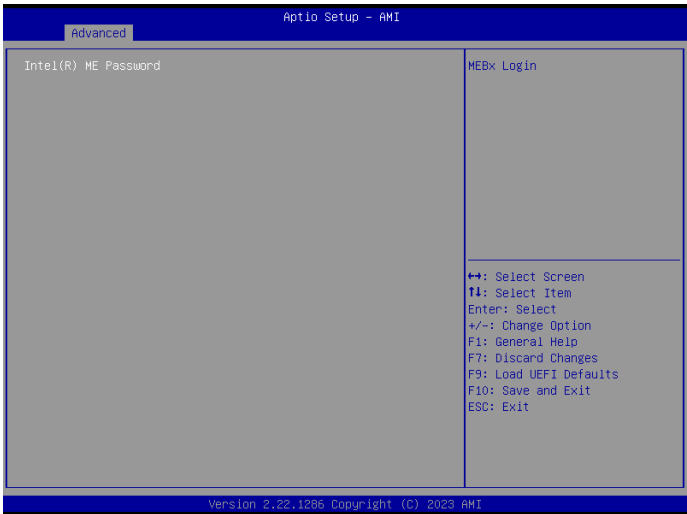 Aptio Setup – AMI
Advanced
Intel(R) ME Password
MEBx Login
↔: Select Screen
↑↓: Select Item
Enter: Select
+/-: Change Option
F1: General Help
F7: Discard Changes
F9: Load UEFI Defaults
F10: Save and Exit
ESC: Exit
Version 2.22.1286 Copyright (C) 2023 AMI